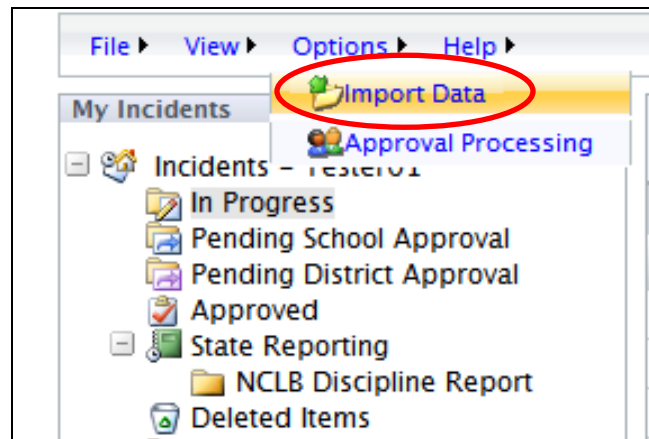 File View Options Help
Import Data
My Incidents
Approval Processing
Incidents - Tester01
In Progress
Pending School Approval
Pending District Approval
Approved
State Reporting
NCLB Discipline Report
Deleted Items